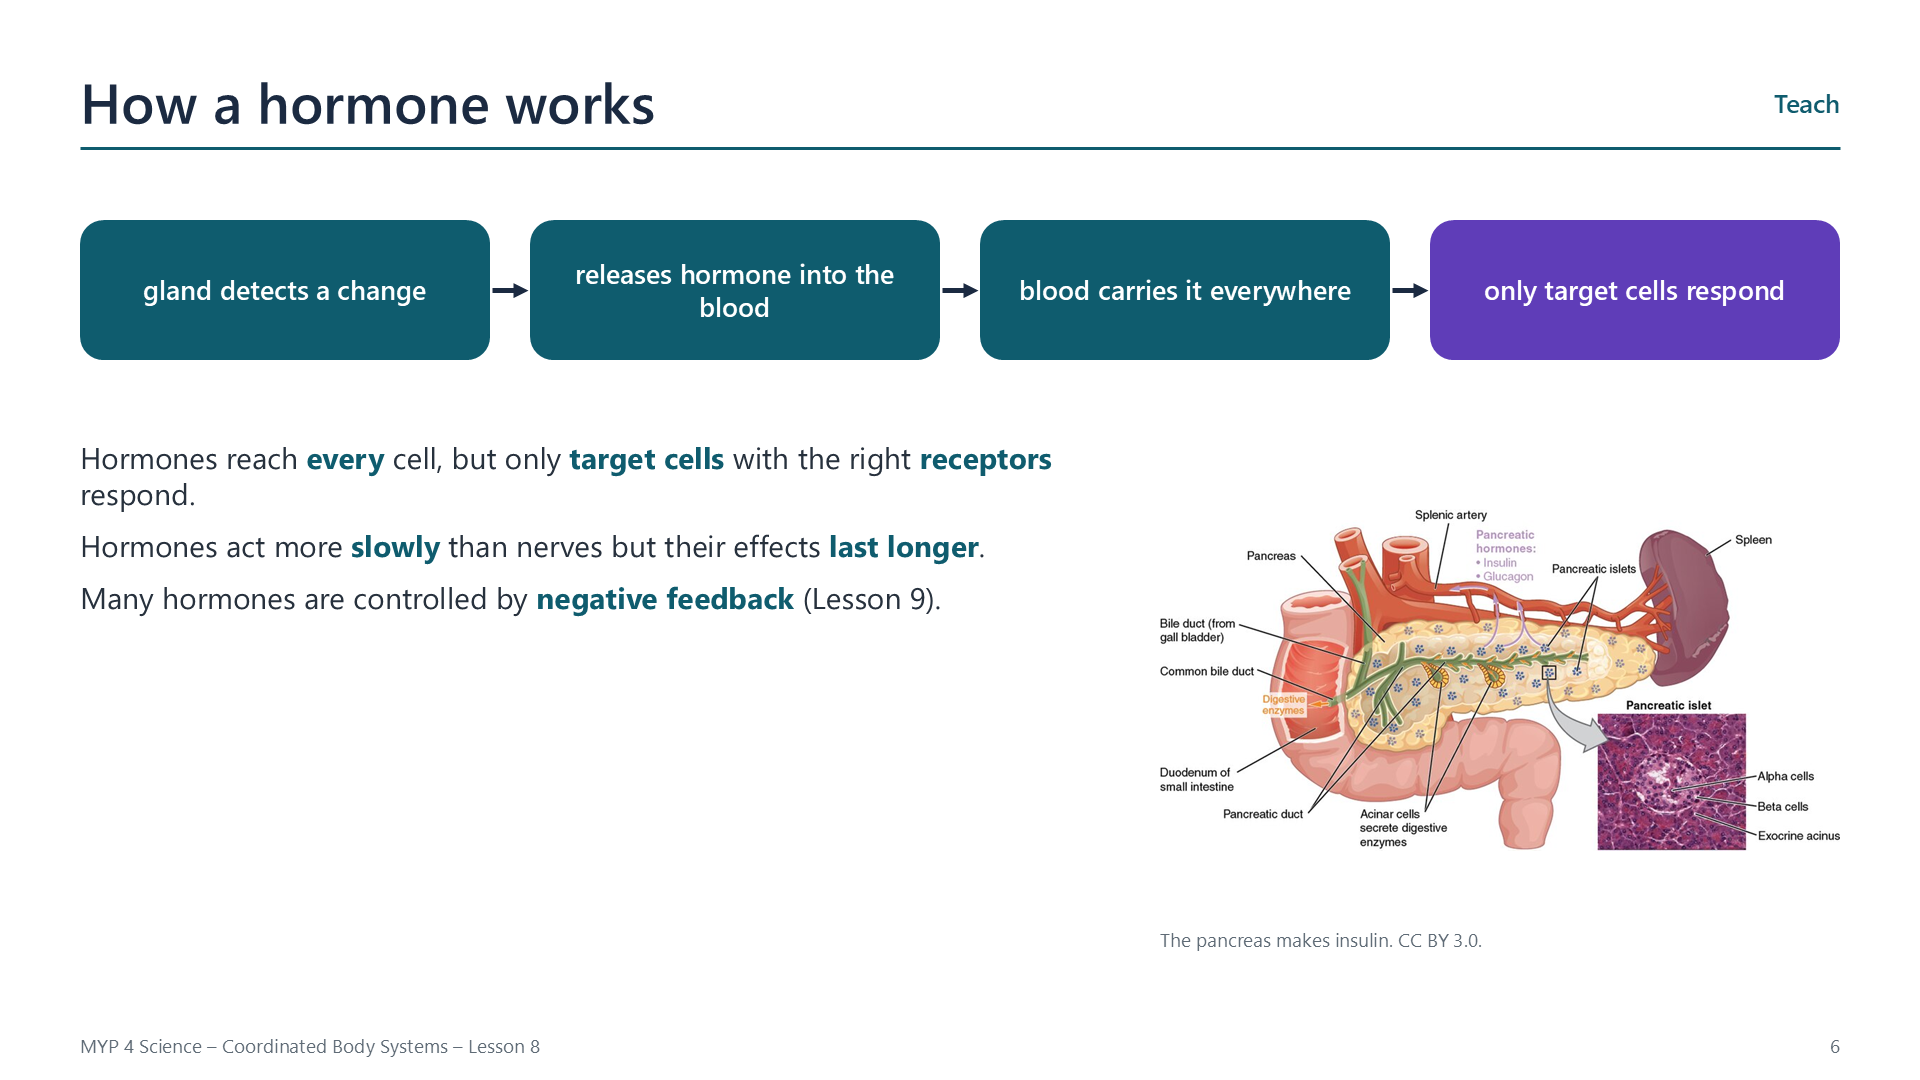 How a hormone works
Teach
gland detects a change
releases hormone into the
blood
blood carries it everywhere
only target cells respond
Hormones reach every cell, but only target cells with the right receptors
respond.
Hormones act more slowly than nerves but their effects last longer.
Many hormones are controlled by negative feedback (Lesson 9).
Splenic artery
Pancreatic
hormones:
• Insulin
• Glucagon
Spleen
Pancreas
Pancreatic islets
Bile duct (from
gall bladder)
Common bile duct
Digestive
enzymes
Pancreatic islet
Duodenum of
small intestine
Alpha cells
Beta cells
Pancreatic duct
Acinar cells
secrete digestive
enzymes
Exocrine acinus
The pancreas makes insulin. CC BY 3.0.
MYP 4 Science – Coordinated Body Systems – Lesson 8
6